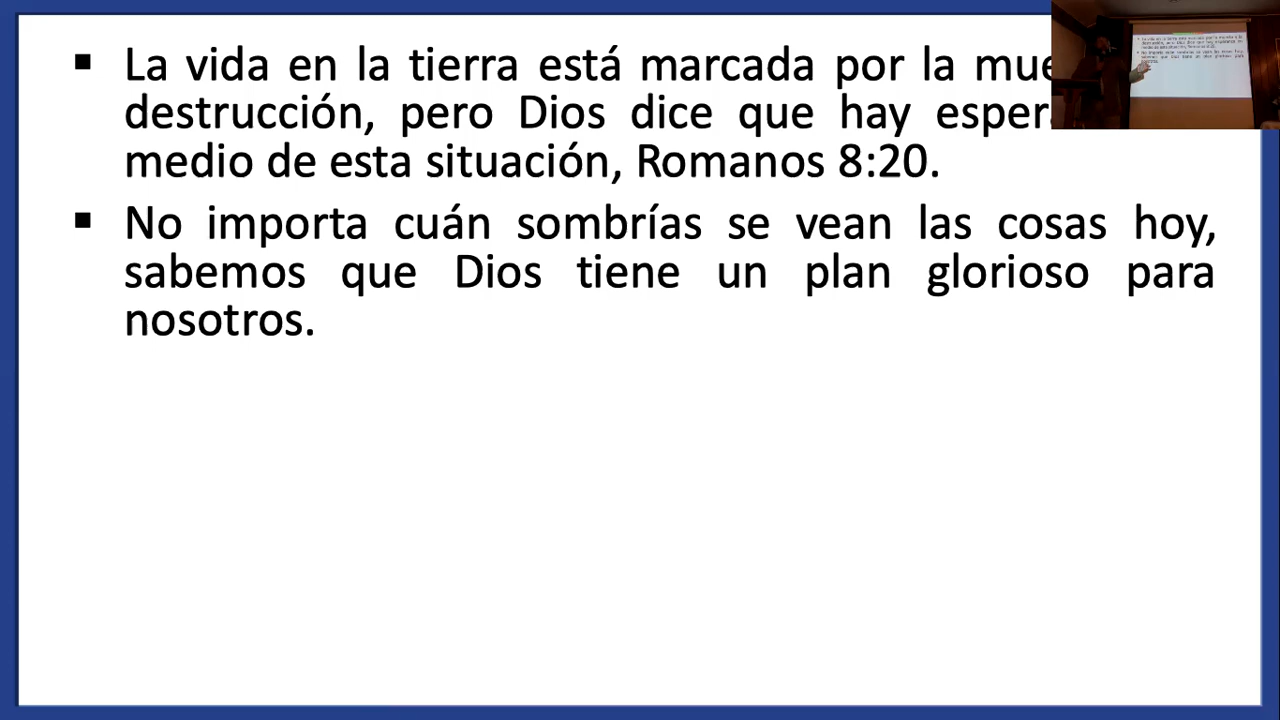 ▪ La vida en la tierra está marcada por la
destrucción, pero Dios dice que hay
medio de esta situación, Romanos 8:20.
▪ No importa cuán sombrías se vean las cosas hoy,
sabemos que Dios tiene un plan glorioso para
nosotros.